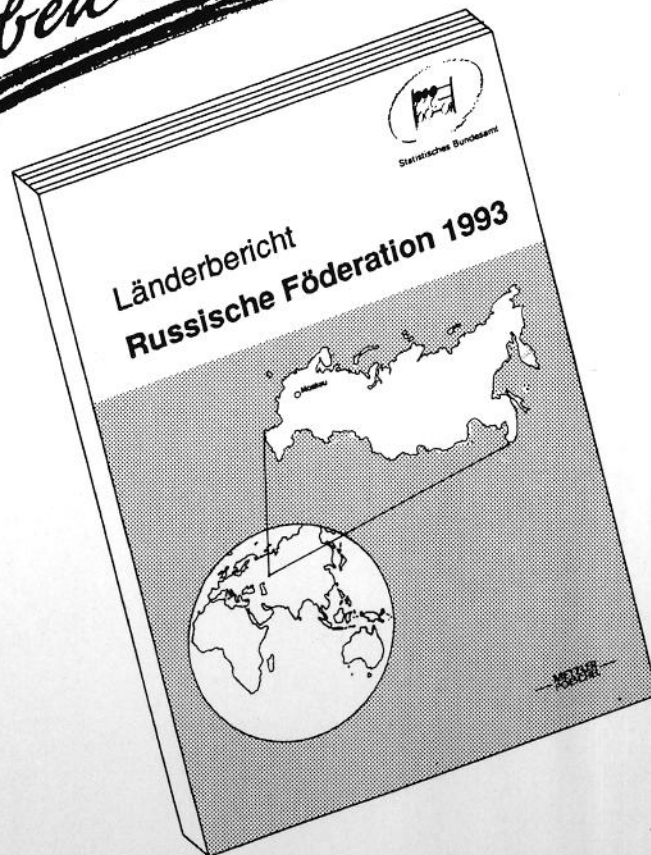 Statistisches Bundesamt
Länderbericht
Russische Föderation 1993
Moskau
METZLER
POESCHEL